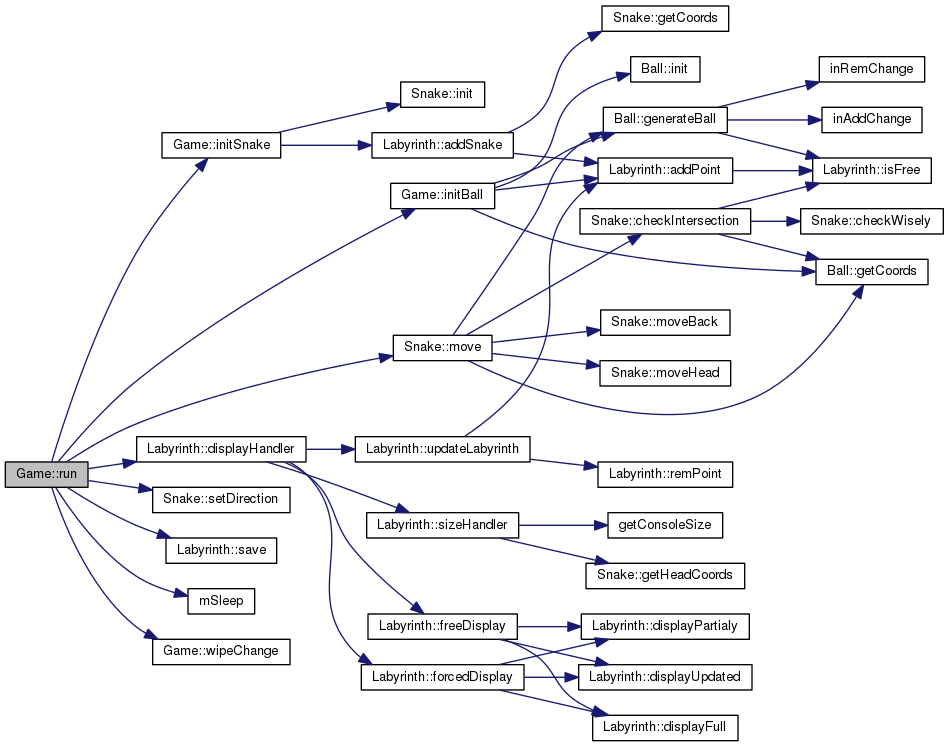 Snake::getCoords
Ball::init
inRemChange
Snake::init
Ball::generateBall
inAddChange
Game::initSnake
Labyrinth::addSnake
Labyrinth::addPoint
Labyrinth::isFree
Game::initBall
Snake::checkIntersection
Snake::checkWisely
Ball::getCoords
Snake::moveBack
Snake::move
Snake::moveHead
Game::run
Labyrinth::displayHandler
Labyrinth::updateLabyrinth
Labyrinth::remPoint
Snake::setDirection
Labyrinth::sizeHandler
getConsoleSize
Labyrinth::save
Snake::getHeadCoords
mSleep
Labyrinth::freeDisplay
Labyrinth::displayPartialy
Game::wipeChange
Labyrinth::forcedDisplay
Labyrinth::displayUpdated
Labyrinth::displayFull